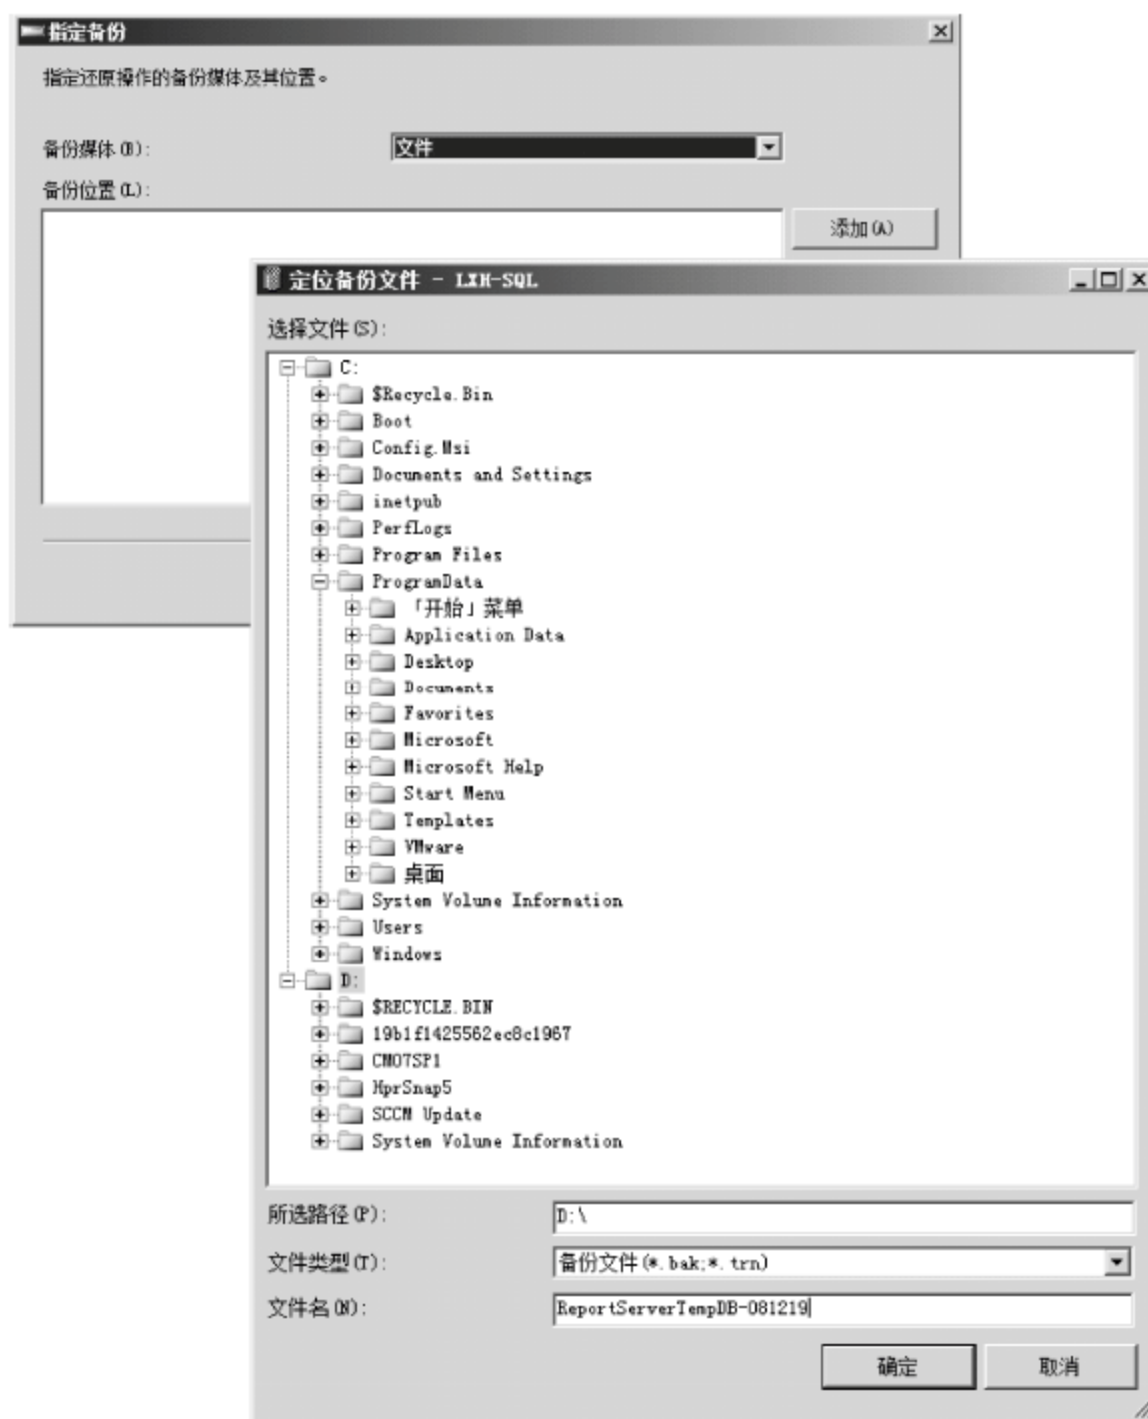 指定备份
指定还原操作的备份媒体及其位置。
备份媒体(B):
文件
备份位置(L):
添加(A)
定位备份文件 - LXH-SQL
选择文件(S):
C:
$Recycle.Bin
Boot
Config.Msi
Documents and Settings
inetpub
PerfLogs
Program Files
ProgramData
「开始」菜单
Application Data
Desktop
Documents
Favorites
Microsoft
Microsoft Help
Start Menu
Templates
VMware
桌面
System Volume Information
Users
Windows
D:
$RECYCLE.BIN
19b1f1425562ec8c1967
CM07SP1
HprSnap5
SCCM Update
System Volume Information
所选路径(P):
D:\
文件类型(T):
备份文件(*.bak;*.trn)
文件名(N):
ReportServerTempDB-081219
确定
取消